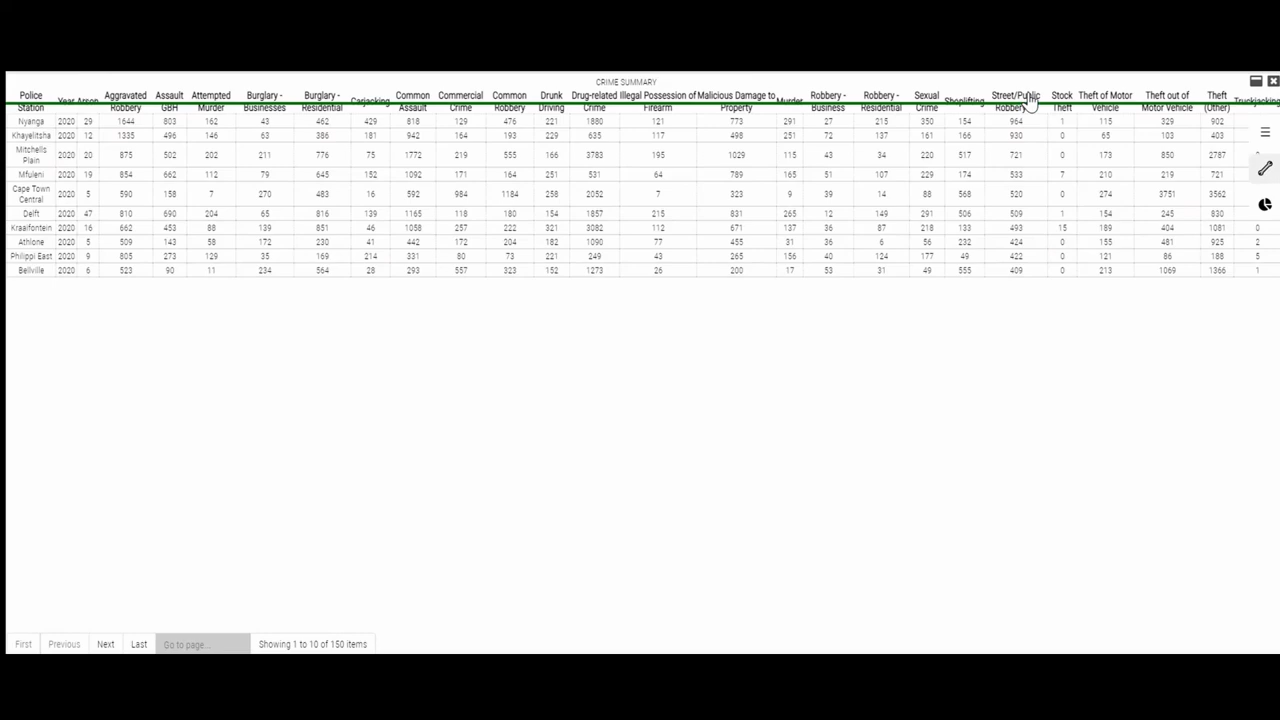 CRIME SUMMARY
Police Station Year Arson Aggravated Robbery Assault GBH Attempted Murder Burglary - Businesses Burglary - Residential Carjacking Common Assault Commercial Crime Common Robbery Drunk Driving Drug-related Crime Illegal Possession of Firearm Malicious Damage to Property Murder Robbery - Business Robbery - Residential Sexual Crime Shoplifting Street/Public Robbery Stock Theft Theft of Motor Vehicle Theft out of Motor Vehicle Theft (Other) Truckjacking
Nyanga 2020 29 1644 803 162 43 462 429 818 129 476 221 1880 121 773 291 27 215 350 154 964 1 115 329 902
Khayelitsha 2020 12 1335 496 146 63 386 181 942 164 193 229 635 117 498 251 72 137 161 166 930 0 65 103 403
Mitchells Plain 2020 20 875 502 202 211 776 75 1772 219 555 166 3783 195 1029 115 43 34 220 517 721 0 173 850 2787
Mfuleni 2020 19 854 662 112 79 645 152 1092 171 164 251 531 64 789 165 51 107 229 174 533 7 210 219 721
Cape Town Central 2020 5 590 158 7 270 483 16 592 984 1184 258 2052 7 323 9 39 14 88 568 520 0 274 3751 3562
Delft 2020 47 810 690 204 65 816 139 1165 118 180 154 1857 215 831 265 12 149 291 506 509 1 154 245 830
Kraaifontein 2020 16 662 453 88 139 851 46 1058 257 222 321 3082 112 671 137 36 87 218 133 493 15 189 404 1081 0
Athlone 2020 5 509 143 58 172 230 41 442 172 204 182 1090 77 455 31 36 6 56 232 424 0 155 481 925 2
Philippi East 2020 9 805 273 129 35 169 214 331 80 73 221 249 43 265 156 40 124 177 49 422 0 121 86 188 5
Bellville 2020 6 523 90 11 234 564 28 293 557 323 152 1273 26 200 17 53 31 49 555 409 0 213 1069 1366 1
First Previous Next Last Go to page... Showing 1 to 10 of 150 items